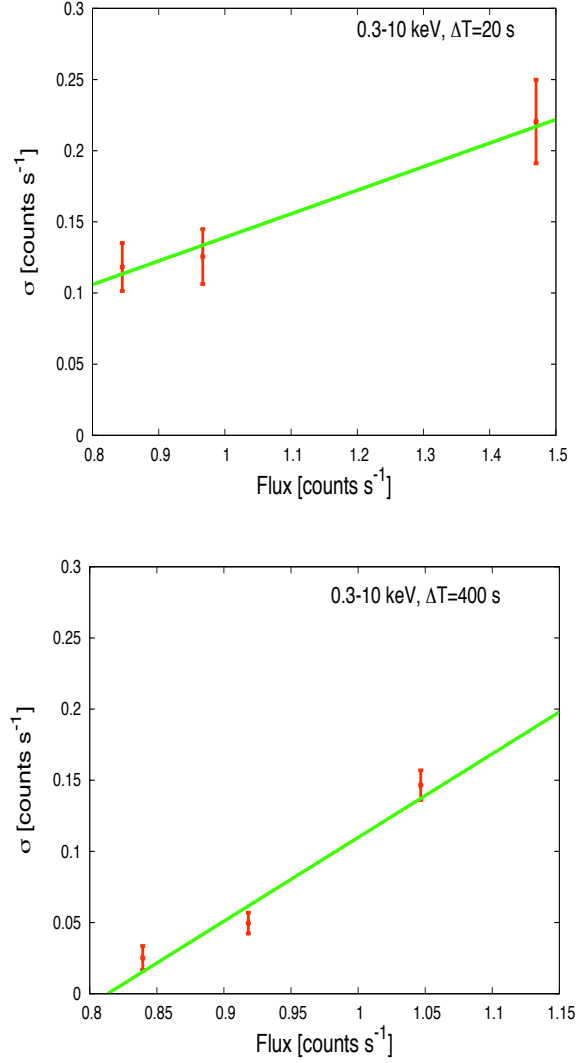 0.3-10 keV, ΔT=20 s
0.3
0.25
0.2
0.15
0.1
0.05
0
σ [counts s⁻¹]
0.8 0.9 1 1.1 1.2 1.3 1.4 1.5
Flux [counts s⁻¹]
0.3-10 keV, ΔT=400 s
0.3
0.25
0.2
0.15
0.1
0.05
0
σ [counts s⁻¹]
0.8 0.85 0.9 0.95 1 1.05 1.1 1.15
Flux [counts s⁻¹]